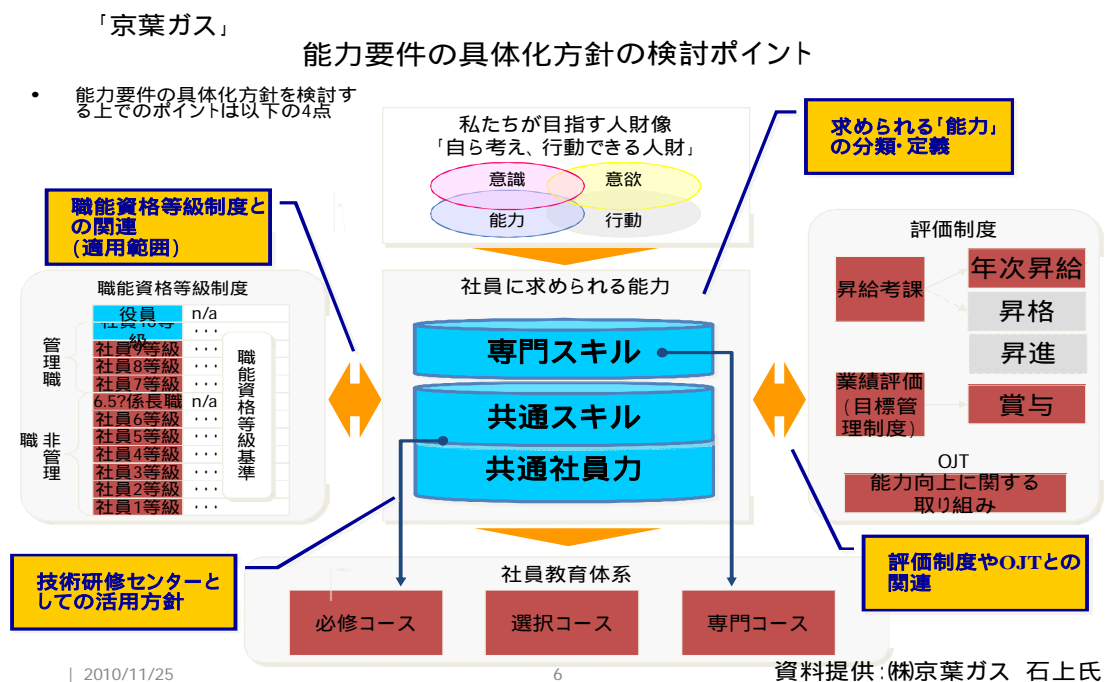 「京葉ガス」
能力要件の具体化方針の検討ポイント
• 能力要件の具体化方針を検討す
る上でのポイントは以下の4点
私たちが目指す人財像
「自ら考え、行動できる人財」
意識
意欲
能力
行動
求められる「能力」
の分類・定義
職能資格等級制度と
の関連
(適用範囲)
職能資格等級制度
役員 n/a
社員10等
級 ・・・
社員9等級 ・・・
社員8等級 ・・・
社員7等級 ・・・
6.5?係長職 n/a
社員6等級 ・・・
社員5等級 ・・・
社員4等級 ・・・
社員3等級 ・・・
社員2等級 ・・・
社員1等級 ・・・
管理職
非管理
職
職能資格等級基準
社員に求められる能力
専門スキル
共通スキル
共通社員力
評価制度
昇給考課
年次昇給
昇格
昇進
業績評価
(目標管
理制度)
賞与
OJT
能力向上に関する
取り組み
技術研修センターと
しての活用方針
評価制度やOJTとの
関連
社員教育体系
必修コース
選択コース
専門コース
| 2010/11/25
6
資料提供:㈱京葉ガス 石上氏